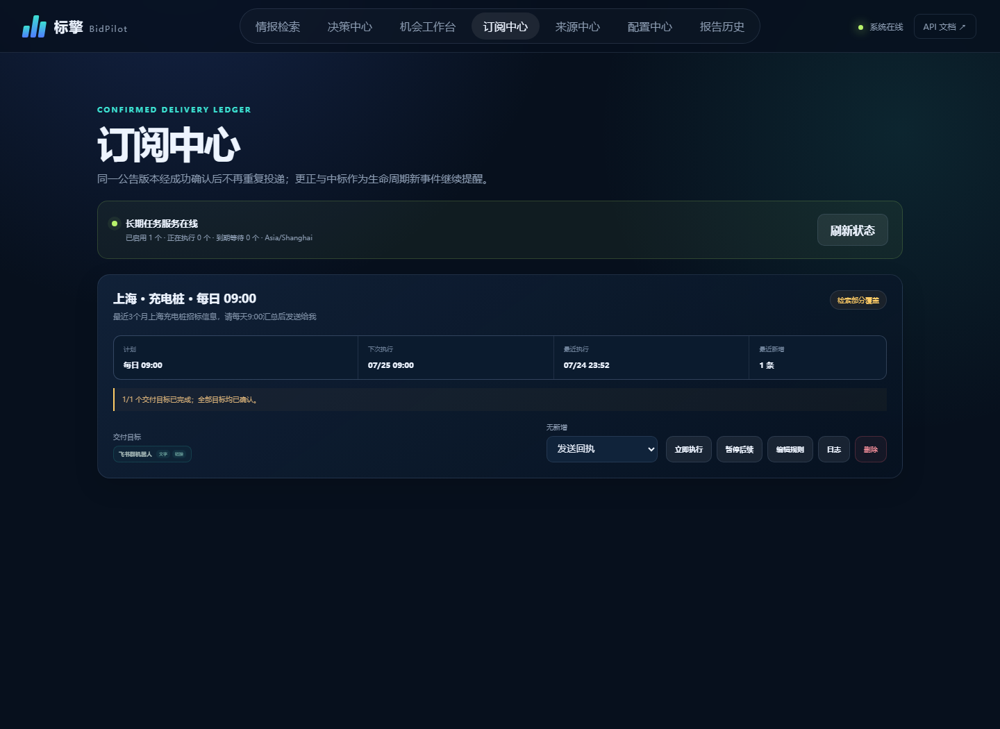 标擎 BidPilot
情报检索 决策中心 机会工作台 订阅中心 来源中心 配置中心 报告历史
系统在线
API 文档 ↗
CONFIRMED DELIVERY LEDGER
订阅中心
同一公告版本经成功确认后不再重复投递；更正与中标作为生命周期新事件继续提醒。
长期任务服务在线
已启用 1 个 · 正在执行 0 个 · 到期等待 0 个 · Asia/Shanghai
刷新状态
上海 · 充电桩 · 每日 09:00
检索部分覆盖
最近3个月上海充电桩招标信息，请每天9:00汇总后发送给我
计划 下次执行 最近执行 最近新增
每日 09:00 07/25 09:00 07/24 23:52 1 条
1/1 个交付目标已完成；全部目标均已确认。
交付目标
飞书群机器人 文字 链接
无新增
发送回执
立即执行 暂停后续 编辑规则 日志 删除